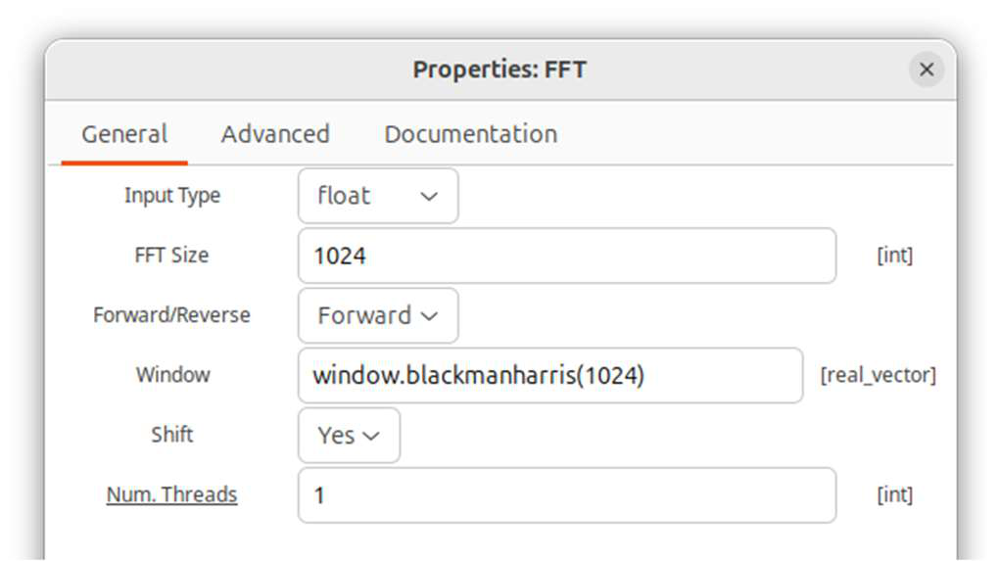 Properties: FFT
General Advanced Documentation
Input Type float
FFT Size 1024 [int]
Forward/Reverse Forward
Window window.blackmanharris(1024) [real_vector]
Shift Yes
Num. Threads 1 [int]